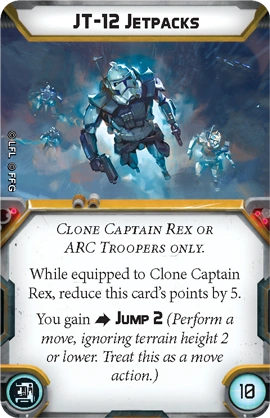 JT-12 JETPACKS
©LFL ©FFG
CLONE CAPTAIN REX OR
ARC TROOPERS ONLY.
While equipped to Clone Captain
Rex, reduce this card's points by 5.
You gain JUMP 2 (Perform a
move, ignoring terrain height 2
or lower. Treat this as a move
action.)
10